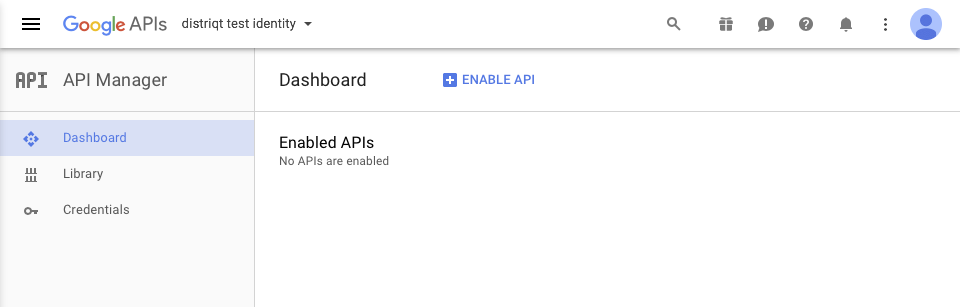 Google APIs distriqt test identity
API API Manager
Dashboard ENABLE API
Dashboard
Library
Credentials
Enabled APIs
No APIs are enabled